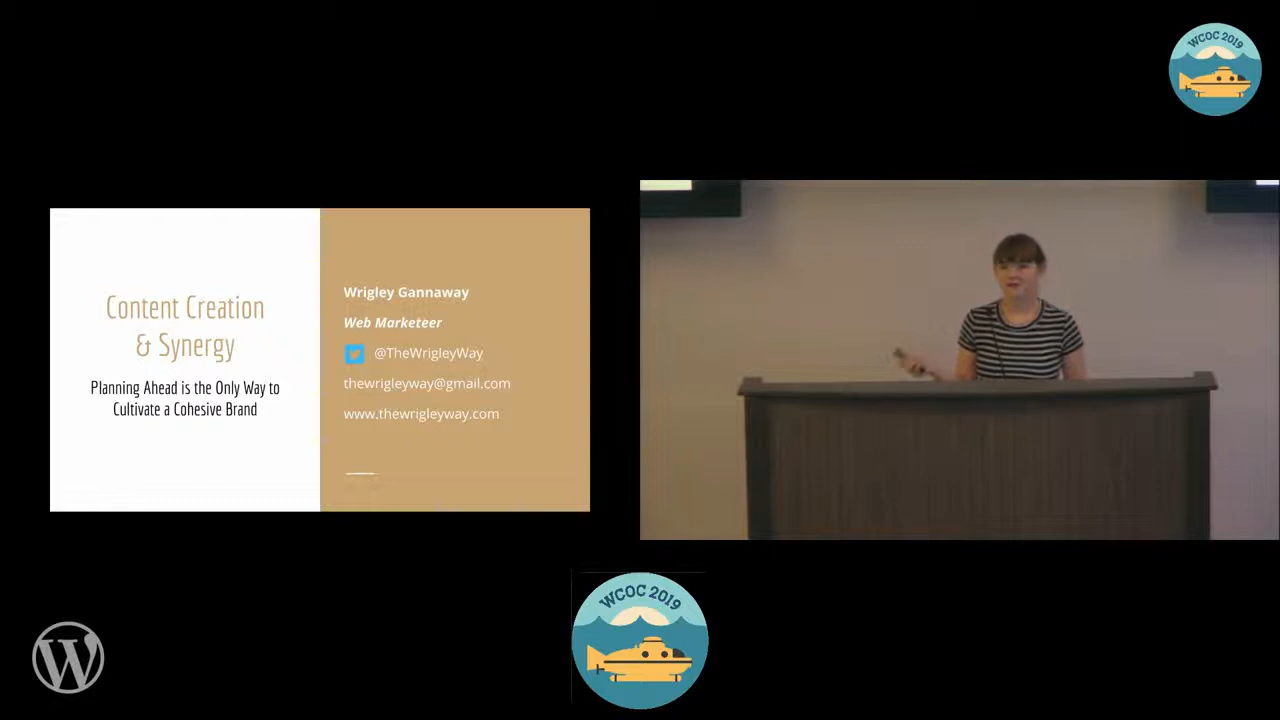 WCOC 2019
Content Creation
& Synergy
Planning Ahead is the Only Way to
Cultivate a Cohesive Brand
Wrigley Gannaway
Web Marketeer
@TheWrigleyWay
thewrigleyway@gmail.com
www.thewrigleyway.com
WCOC 2019
W